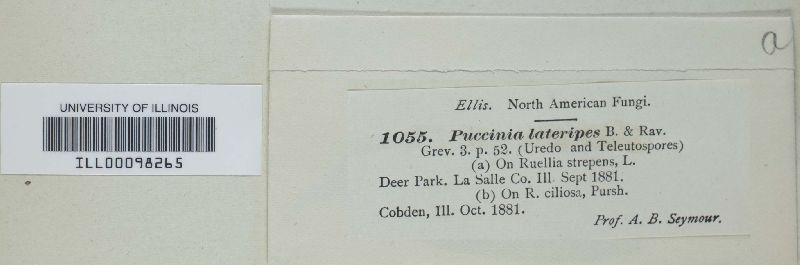 a
UNIVERSITY OF ILLINOIS
ILL00098265
Ellis. North American Fungi.
1055. Puccinia lateripes B. & Rav.
Grev. 3. p. 52. (Uredo and Teleutospores)
(a) On Ruellia strepens, L.
Deer Park. La Salle Co. Ill. Sept 1881.
(b) On R. ciliosa, Pursh.
Cobden, Ill. Oct. 1881.
Prof. A. B. Seymour.